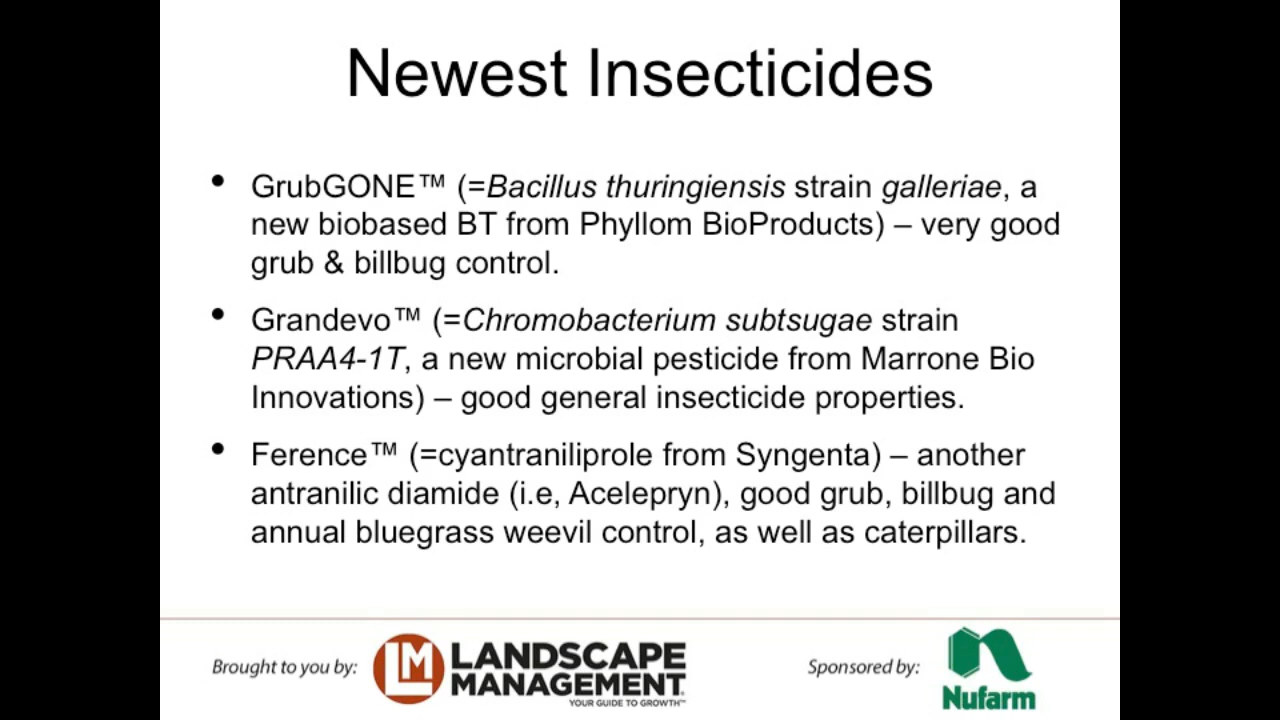 Newest Insecticides
• GrubGONE™ (=Bacillus thuringiensis strain galleriae, a
new biobased BT from Phyllom BioProducts) – very good
grub & billbug control.
• Grandevo™ (=Chromobacterium subtsugae strain
PRAA4-1T, a new microbial pesticide from Marrone Bio
Innovations) – good general insecticide properties.
• Ference™ (=cyantraniliprole from Syngenta) – another
antranilic diamide (i.e, Acelepryn), good grub, billbug and
annual bluegrass weevil control, as well as caterpillars.
Brought to you by:
LM
LANDSCAPE
MANAGEMENT®
YOUR GUIDE TO GROWTH™
Sponsored by:
Nufarm